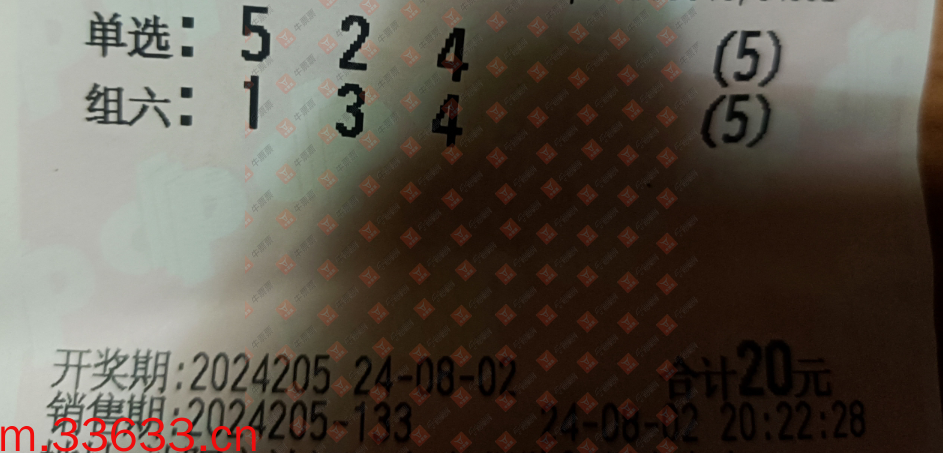 单选: 5 2 4 (5)
组六: 1 3 4 (5)
开奖期:2024205 24-08-02 合计20元
销售期:2024205-133 24-08-02 20:22:28
m.33633.cn